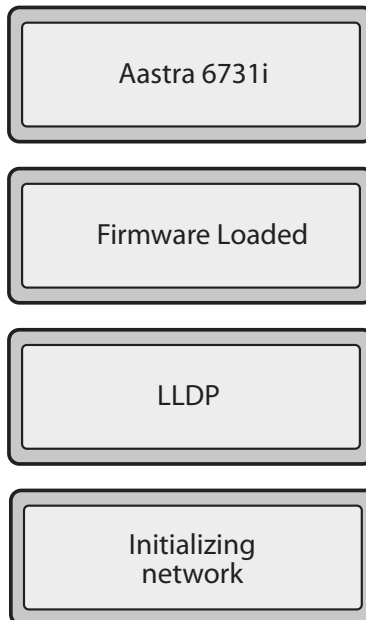 Aastra 6731i
Firmware Loaded
LLDP
Initializing
network